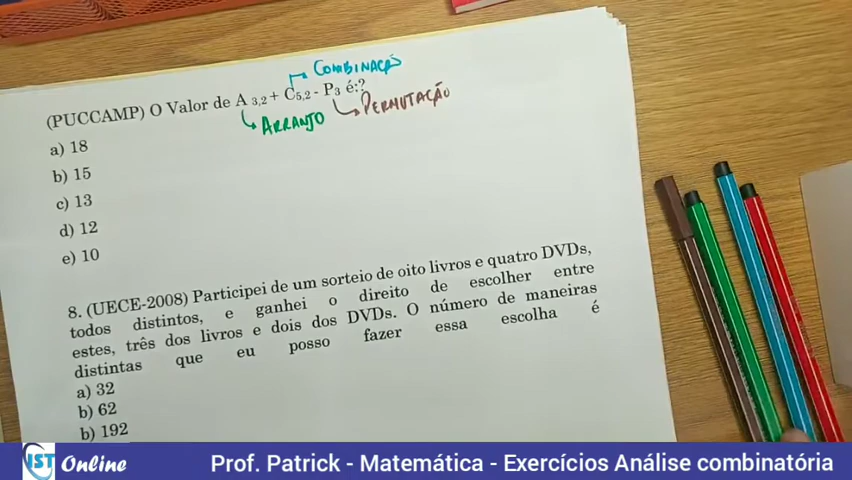 COMBINAÇÃO
(PUCCAMP) O Valor de A 3,2 + C5,2 - P3 é:?
ARRANJO
PERMUTAÇÃO
a) 18
b) 15
c) 13
d) 12
e) 10
8. (UECE-2008) Participei de um sorteio de oito livros e quatro DVDs,
todos distintos, e ganhei o direito de escolher entre
estes, três dos livros e dois dos DVDs. O número de maneiras
distintas que eu posso fazer essa escolha é
a) 32
b) 62
b) 192
IST Online
Prof. Patrick - Matemática - Exercícios Análise combinatória